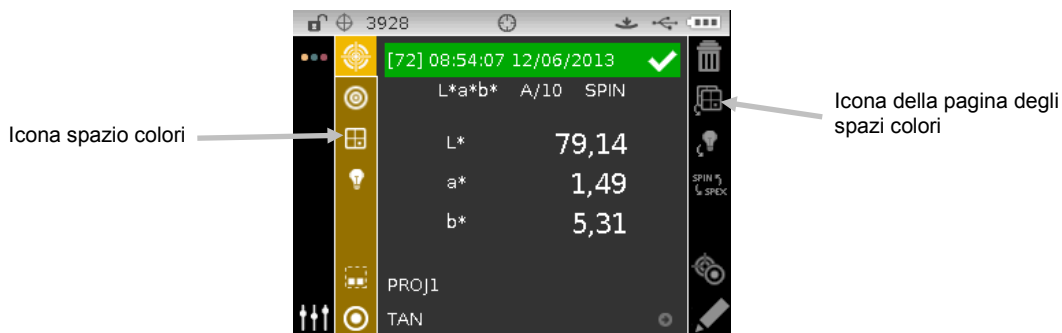 3928
[72] 08:54:07 12/06/2013
L*a*b* A/10 SPIN
L* 79,14
a* 1,49
b* 5,31
PROJ1
TAN
SPIN
SPEX
Icona spazio colori
Icona della pagina degli
spazi colori